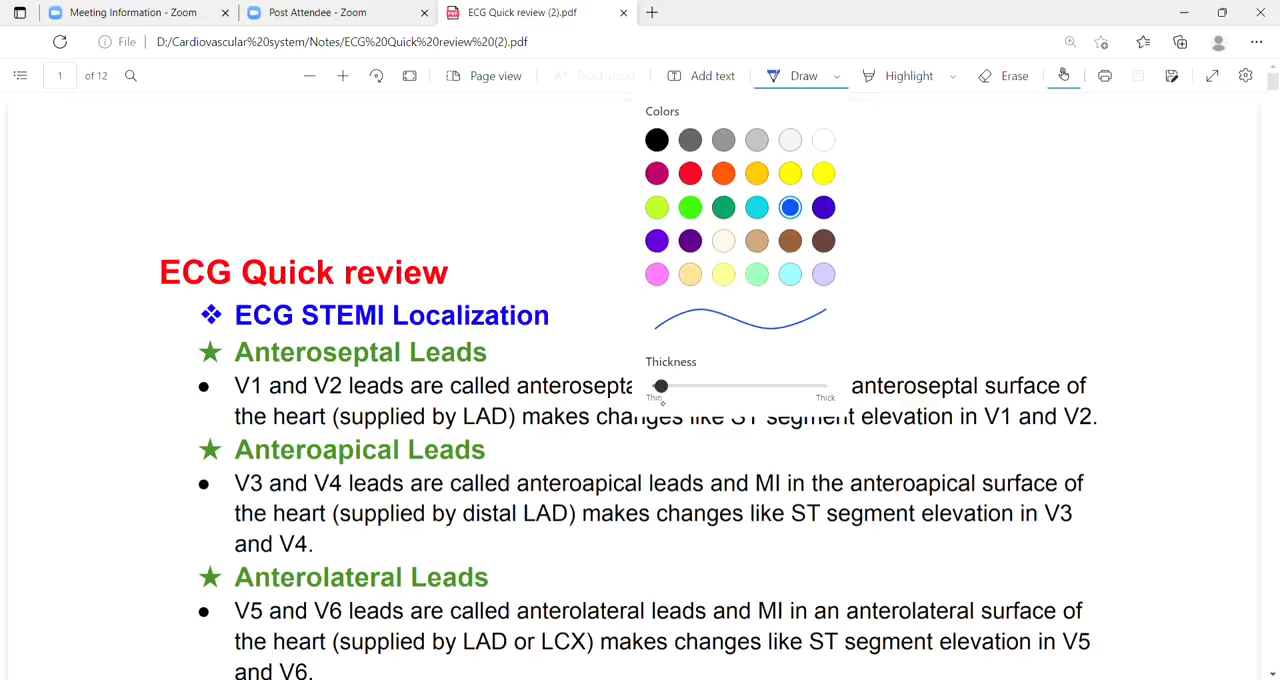 Meeting Information - Zoom
Post Attendee - Zoom
ECG Quick review (2).pdf
File
D:/Cardiovascular%20system/Notes/ECG%20Quick%20review%20(2).pdf
1 of 12
Page view
Read aloud
Add text
Draw
Highlight
Erase
Colors
Thickness
Thin
Thick
ECG Quick review
❖ ECG STEMI Localization
★ Anteroseptal Leads
● V1 and V2 leads are called anterosepta anteroseptal surface of
the heart (supplied by LAD) makes changes like ST segment elevation in V1 and V2.
★ Anteroapical Leads
● V3 and V4 leads are called anteroapical leads and MI in the anteroapical surface of
the heart (supplied by distal LAD) makes changes like ST segment elevation in V3
and V4.
★ Anterolateral Leads
● V5 and V6 leads are called anterolateral leads and MI in an anterolateral surface of
the heart (supplied by LAD or LCX) makes changes like ST segment elevation in V5
and V6.